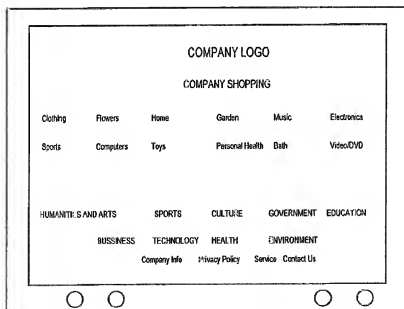 COMPANY LOGO
COMPANY SHOPPING
Clothing Flowers Home Garden Music Electronics
Sports Computers Toys Personal Health Bath Video/DVD
HUMANITIES AND ARTS SPORTS CULTURE GOVERNMENT EDUCATION
BUSSINESS TECHNOLOGY HEALTH ENVIRONMENT
Company Info Privacy Policy Service Contact Us